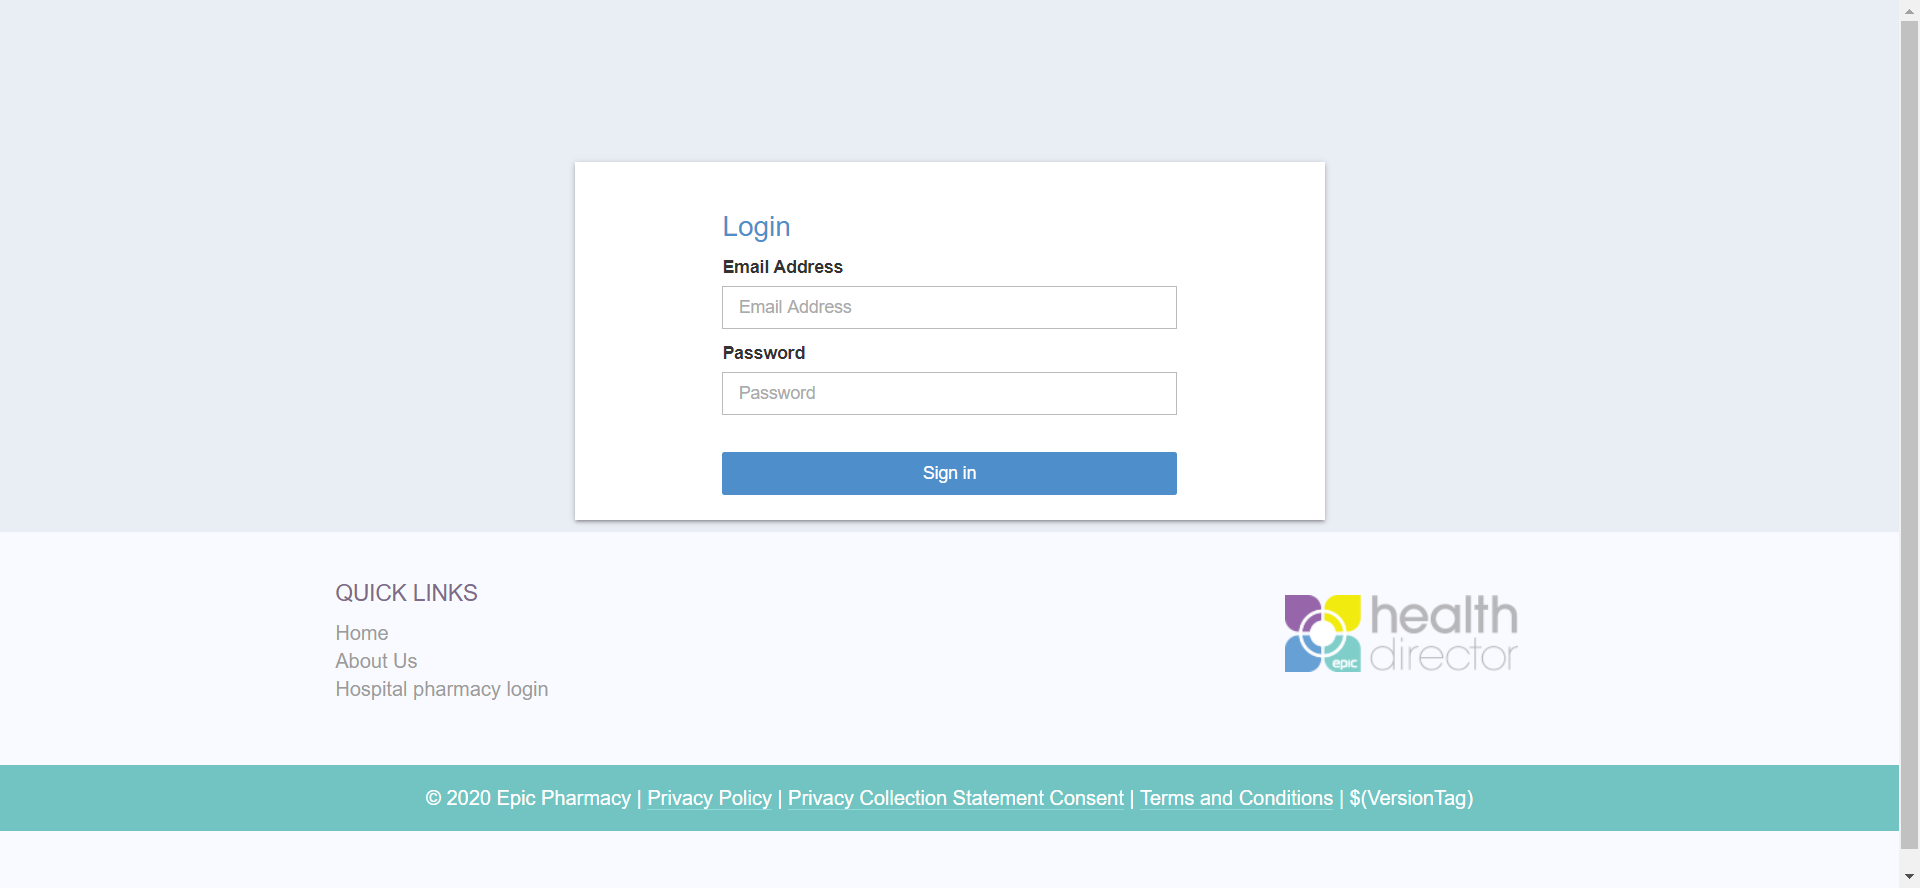 Login
Email Address
Email Address
Password
Password
Sign in
QUICK LINKS
Home
About Us
Hospital pharmacy login
epic
health
director
© 2020 Epic Pharmacy | Privacy Policy | Privacy Collection Statement Consent | Terms and Conditions | $(VersionTag)